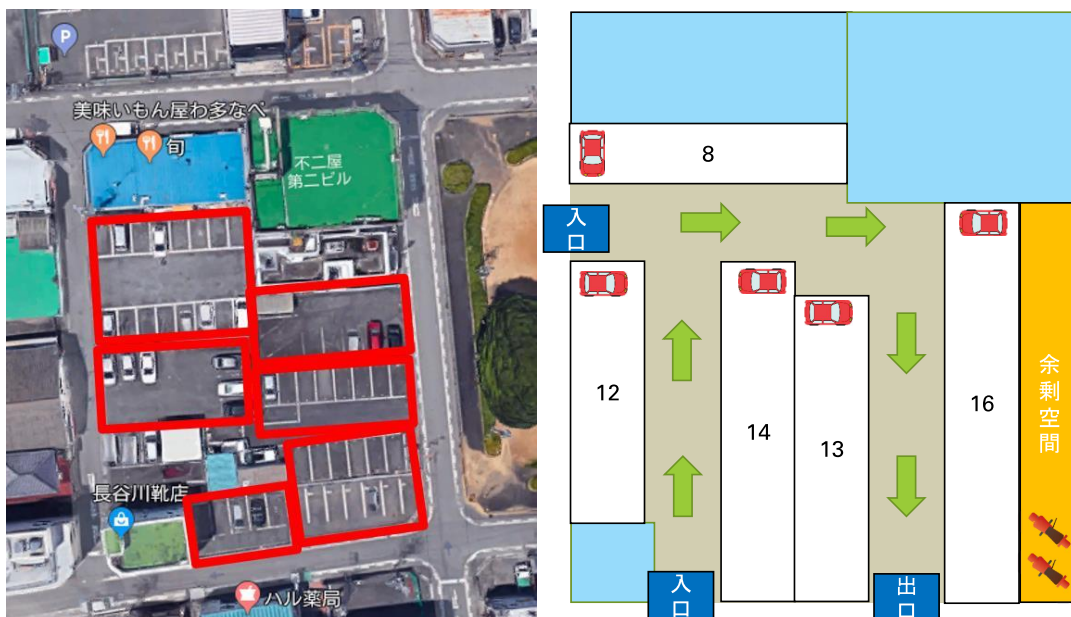 P
美味いもん屋わ多なべ
旬
不二屋
第二ビル
長谷川靴店
ハル薬局
8
入
口
12
14
13
16
余
剰
空
間
入
口
出
口